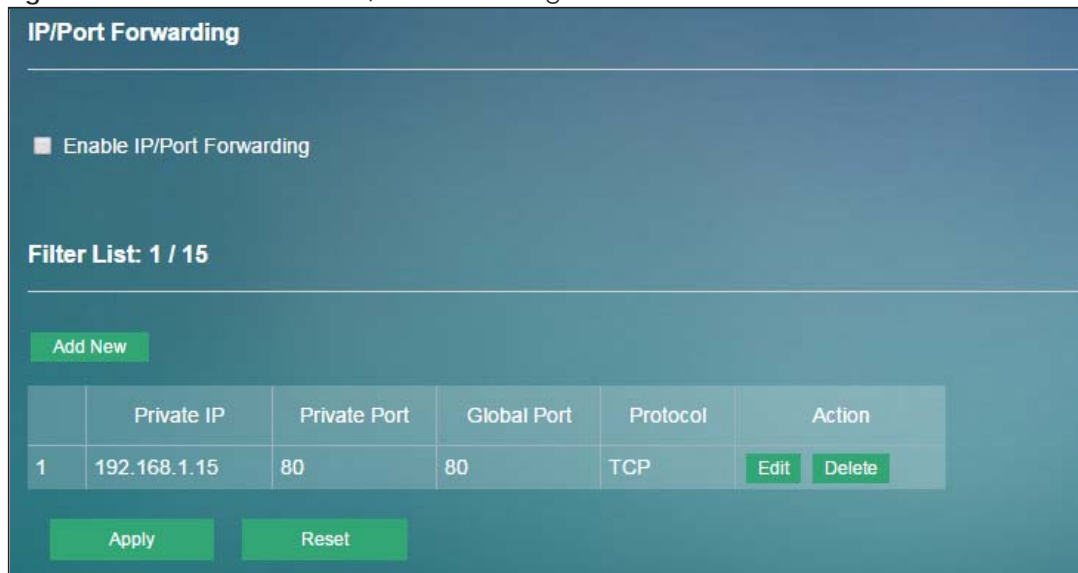 IP/Port Forwarding
Enable IP/Port Forwarding
Filter List: 1 / 15
Add New
Private IP Private Port Global Port Protocol Action
1 192.168.1.15 80 80 TCP Edit Delete
Apply Reset